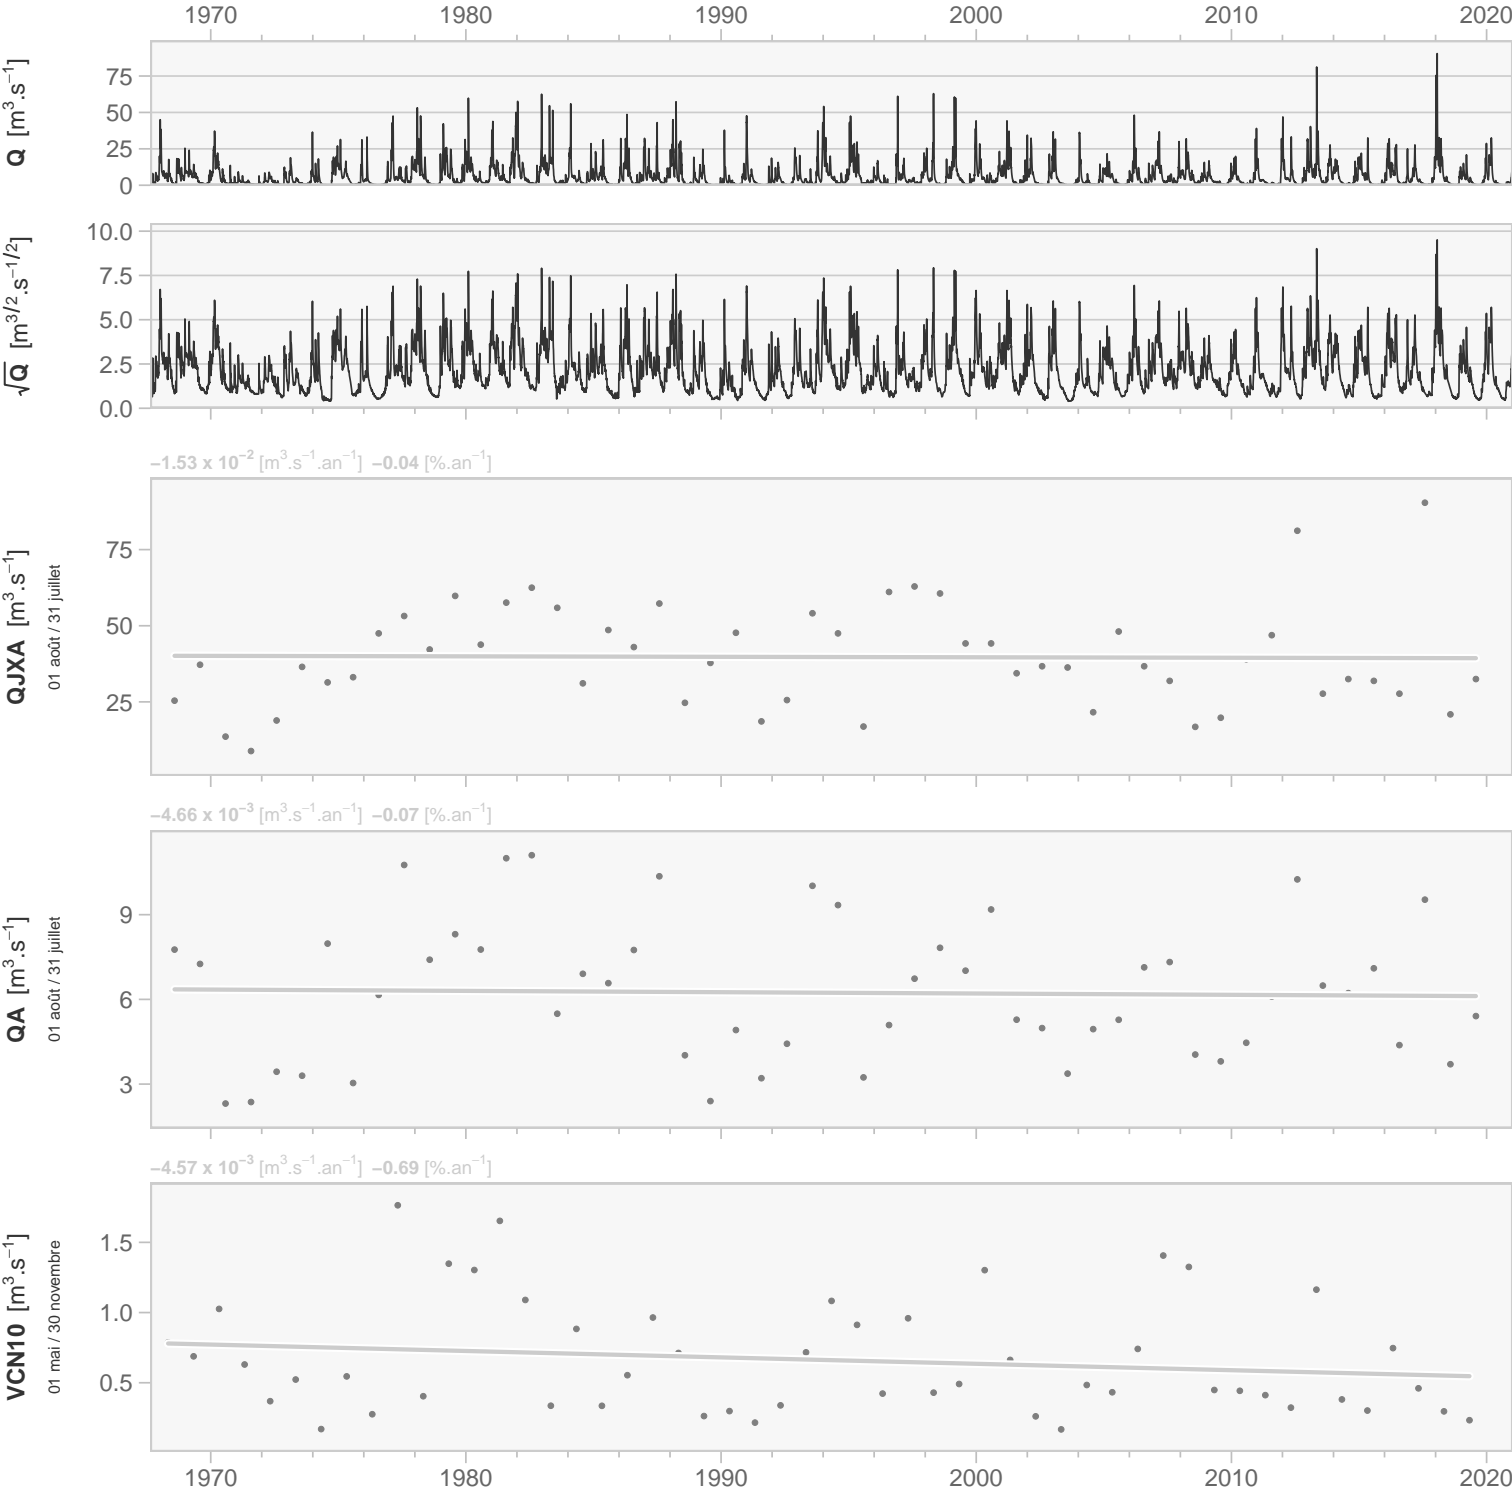 1970 1980 1990 2000 2010 2020
Q [m³.s⁻¹]
75
50
25
0
√Q [m³ᐟ².s⁻¹ᐟ²]
10.0
7.5
5.0
2.5
0.0
−1.53 x 10⁻² [m³.s⁻¹.an⁻¹] −0.04 [%.an⁻¹]
QJXA [m³.s⁻¹]
01 août / 31 juillet
75
50
25
−4.66 x 10⁻³ [m³.s⁻¹.an⁻¹] −0.07 [%.an⁻¹]
QA [m³.s⁻¹]
01 août / 31 juillet
9
6
3
−4.57 x 10⁻³ [m³.s⁻¹.an⁻¹] −0.69 [%.an⁻¹]
VCN10 [m³.s⁻¹]
01 mai / 30 novembre
1.5
1.0
0.5
1970 1980 1990 2000 2010 2020